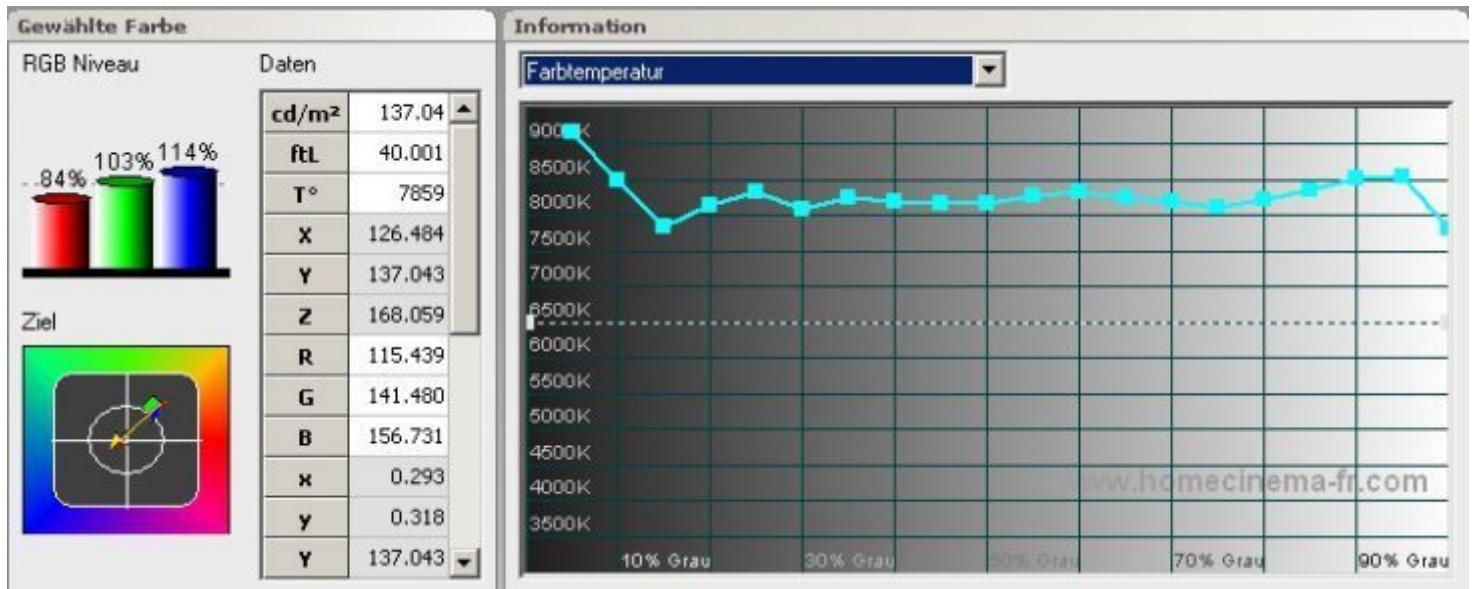 Gewählte Farbe
RGB Niveau
84% 103% 114%
Ziel
Daten
cd/m² 137.04
ftL 40.001
T° 7859
X 126.484
Y 137.043
Z 168.059
R 115.439
G 141.480
B 156.731
x 0.293
y 0.318
Y 137.043
Information
Farbtemperatur
9000K
8500K
8000K
7500K
7000K
6500K
6000K
5500K
5000K
4500K
4000K
3500K
www.homecinema-fr.com
10% Grau 30% Grau 50% Grau 70% Grau 90% Grau